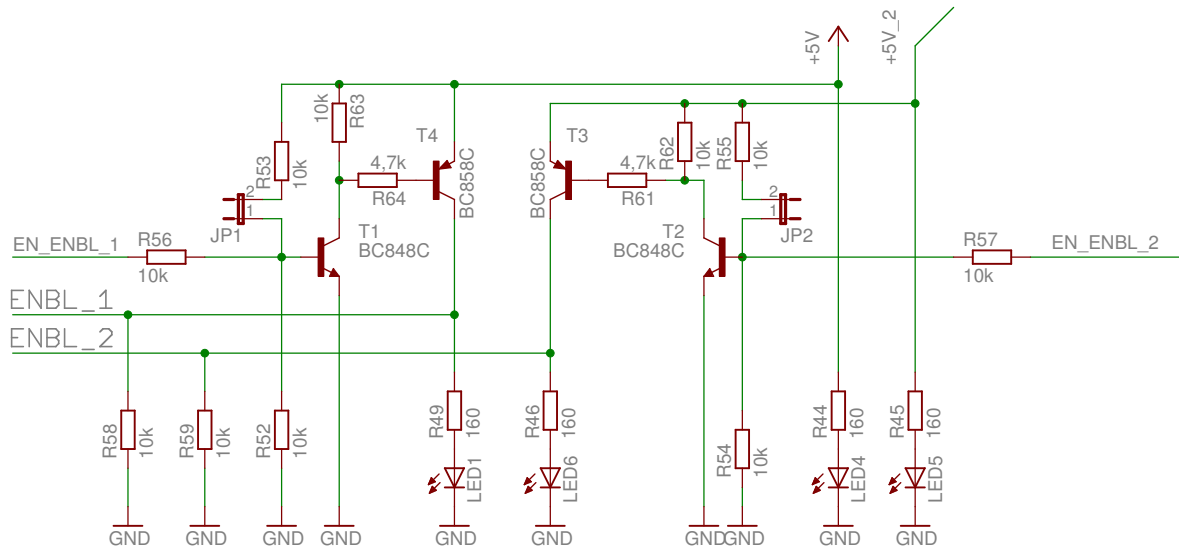 +5V
+5V_2
10k
R63
R53
10k
T4
BC858C
T3
BC858C
R62
10k
R55
10k
4,7k
R64
4,7k
R61
2
1
JP1
2
1
JP2
T1
BC848C
T2
BC848C
EN_ENBL_1
R56
10k
R57
10k
EN_ENBL_2
ENBL_1
ENBL_2
R58
10k
R59
10k
R52
10k
R49
160
R46
160
R54
10k
R44
160
R45
160
LED1
LED6
LED4
LED5
GND
GND
GND
GND
GND
GND
GND
GND
GND
GND